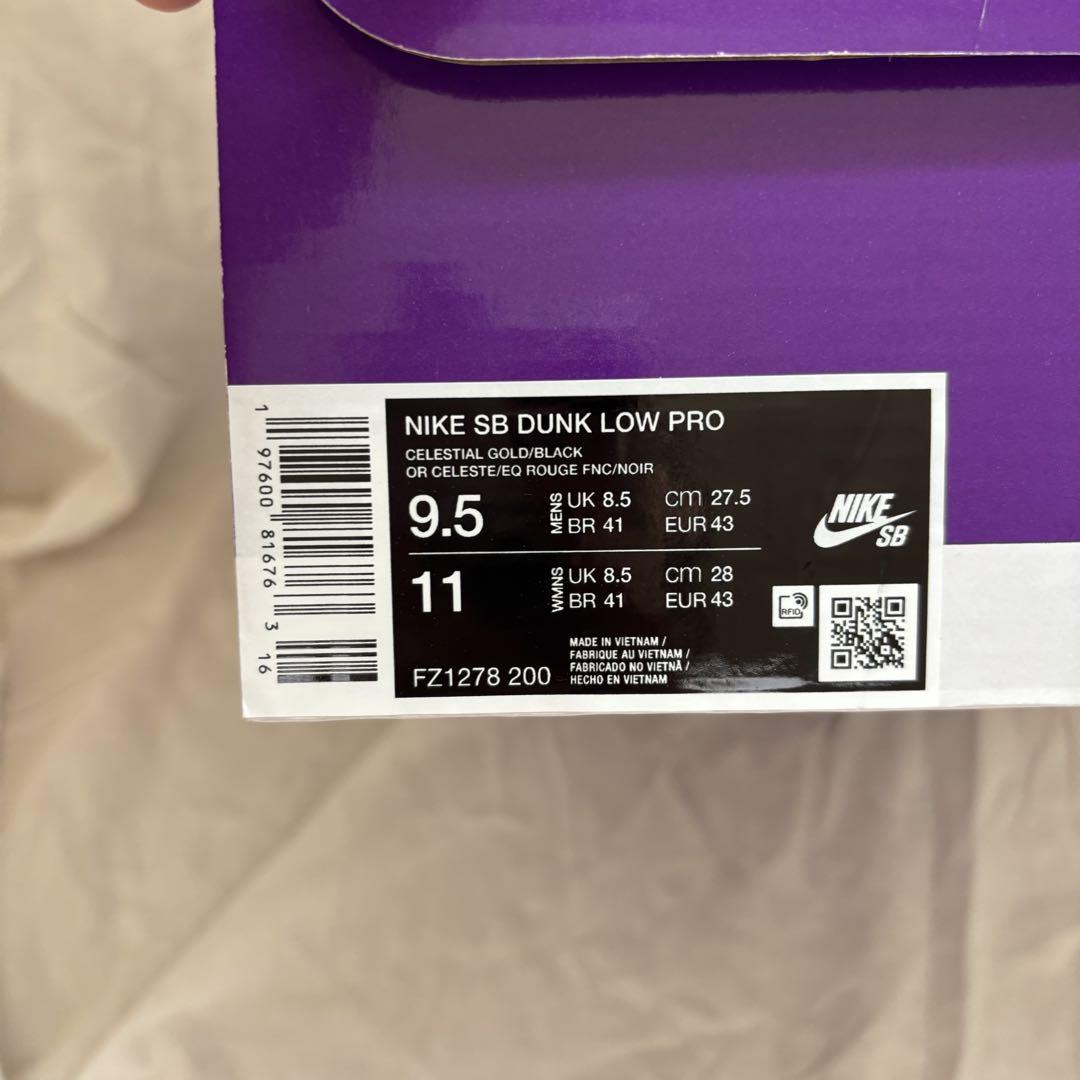 NIKE SB DUNK LOW PRO
CELESTIAL GOLD/BLACK
OR CELESTE/EQ ROUGE FNC/NOIR
9.5 MENS UK 8.5 cm 27.5
BR 41 EUR 43
11 WMNS UK 8.5 cm 28
BR 41 EUR 43
MADE IN VIETNAM /
FABRIQUE AU VIETNAM /
FABRICADO NO VIETNÃ /
HECHO EN VIETNAM
FZ1278 200
NIKE
SB
RFID
1 97600 81676 3 16